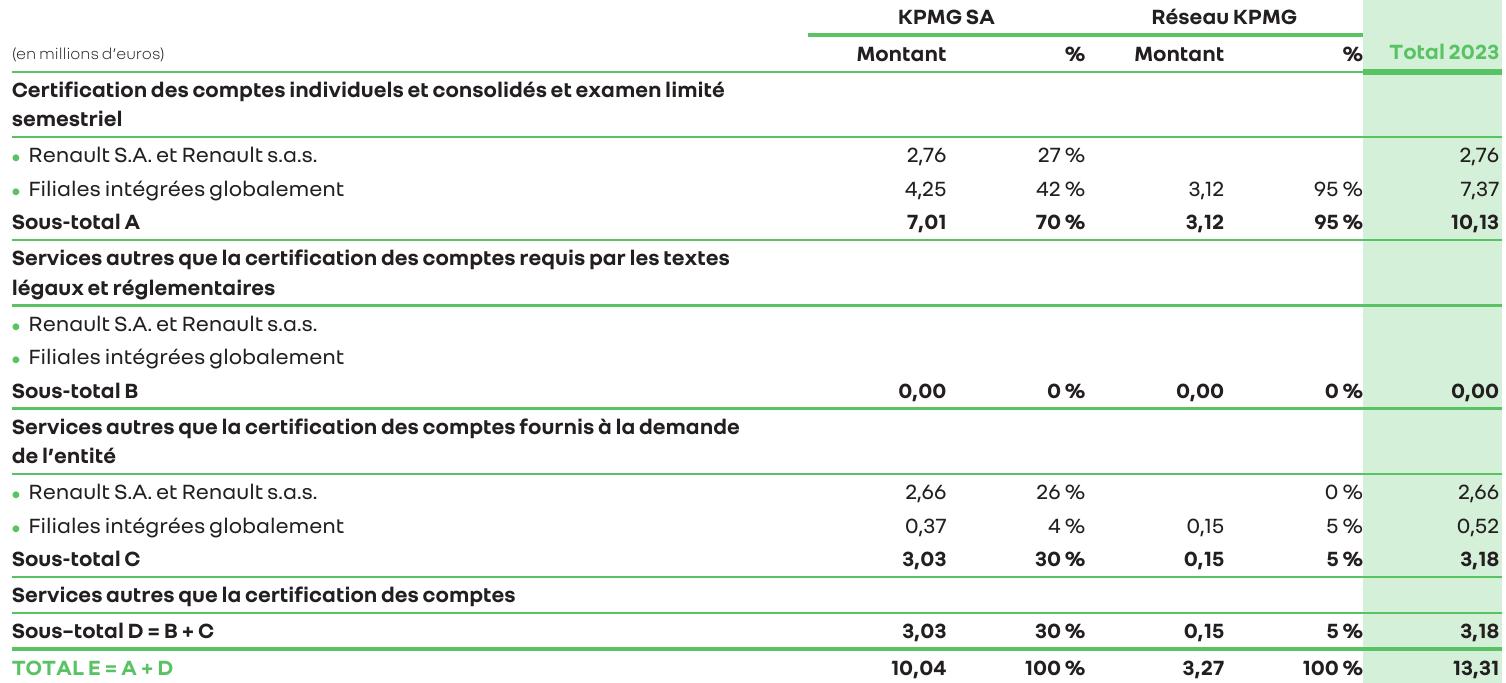 KPMG SA Réseau KPMG
(en millions d’euros) Montant % Montant % Total 2023
Certification des comptes individuels et consolidés et examen limité
semestriel
• Renault S.A. et Renault s.a.s. 2,76 27 % 2,76
• Filiales intégrées globalement 4,25 42 % 3,12 95 % 7,37
Sous-total A 7,01 70 % 3,12 95 % 10,13
Services autres que la certification des comptes requis par les textes
légaux et réglementaires
• Renault S.A. et Renault s.a.s.
• Filiales intégrées globalement
Sous-total B 0,00 0 % 0,00 0 % 0,00
Services autres que la certification des comptes fournis à la demande
de l’entité
• Renault S.A. et Renault s.a.s. 2,66 26 % 0 % 2,66
• Filiales intégrées globalement 0,37 4 % 0,15 5 % 0,52
Sous-total C 3,03 30 % 0,15 5 % 3,18
Services autres que la certification des comptes
Sous-total D = B + C 3,03 30 % 0,15 5 % 3,18
TOTAL E = A + D 10,04 100 % 3,27 100 % 13,31